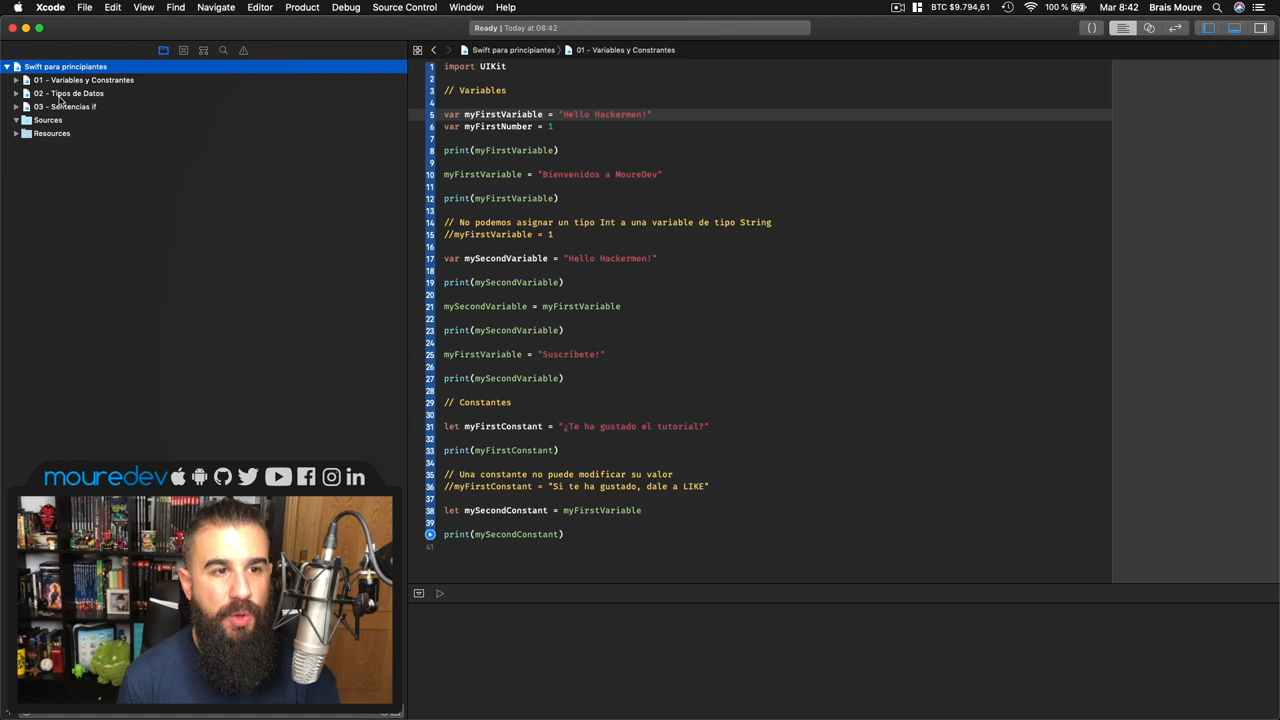 Xcode File Edit View Find Navigate Editor Product Debug Source Control Window Help BTC $9.794,61 100 % Mar 8:42 Brais Moure
Ready | Today at 08:42
Swift para principiantes
01 - Variables y Constrantes
02 - Tipos de Datos
03 - Sentencias if
Sources
Resources
Swift para principiantes 01 - Variables y Constrantes
1 import UIKit
2
3 // Variables
4
5 var myFirstVariable = "Hello Hackermen!"
6 var myFirstNumber = 1
7
8 print(myFirstVariable)
9
10 myFirstVariable = "Bienvenidos a MoureDev"
11
12 print(myFirstVariable)
13
14 // No podemos asignar un tipo Int a una variable de tipo String
15 //myFirstVariable = 1
16
17 var mySecondVariable = "Hello Hackermen!"
18
19 print(mySecondVariable)
20
21 mySecondVariable = myFirstVariable
22
23 print(mySecondVariable)
24
25 myFirstVariable = "Suscríbete!"
26
27 print(mySecondVariable)
28
29 // Constantes
30
31 let myFirstConstant = "¿Te ha gustado el tutorial?"
32
33 print(myFirstConstant)
34
35 // Una constante no puede modificar su valor
36 //myFirstConstant = "Si te ha gustado, dale a LIKE"
37
38 let mySecondConstant = myFirstVariable
39
print(mySecondConstant)
41
mouredev